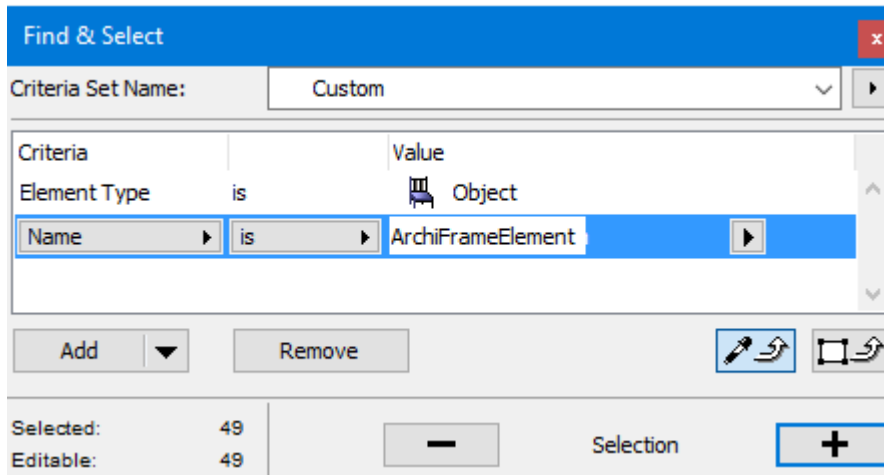 Find & Select
x
Criteria Set Name: Custom
Criteria Value
Element Type is Object
Name is ArchiFrameElement
Add Remove
Selected: 49
Editable: 49
Selection